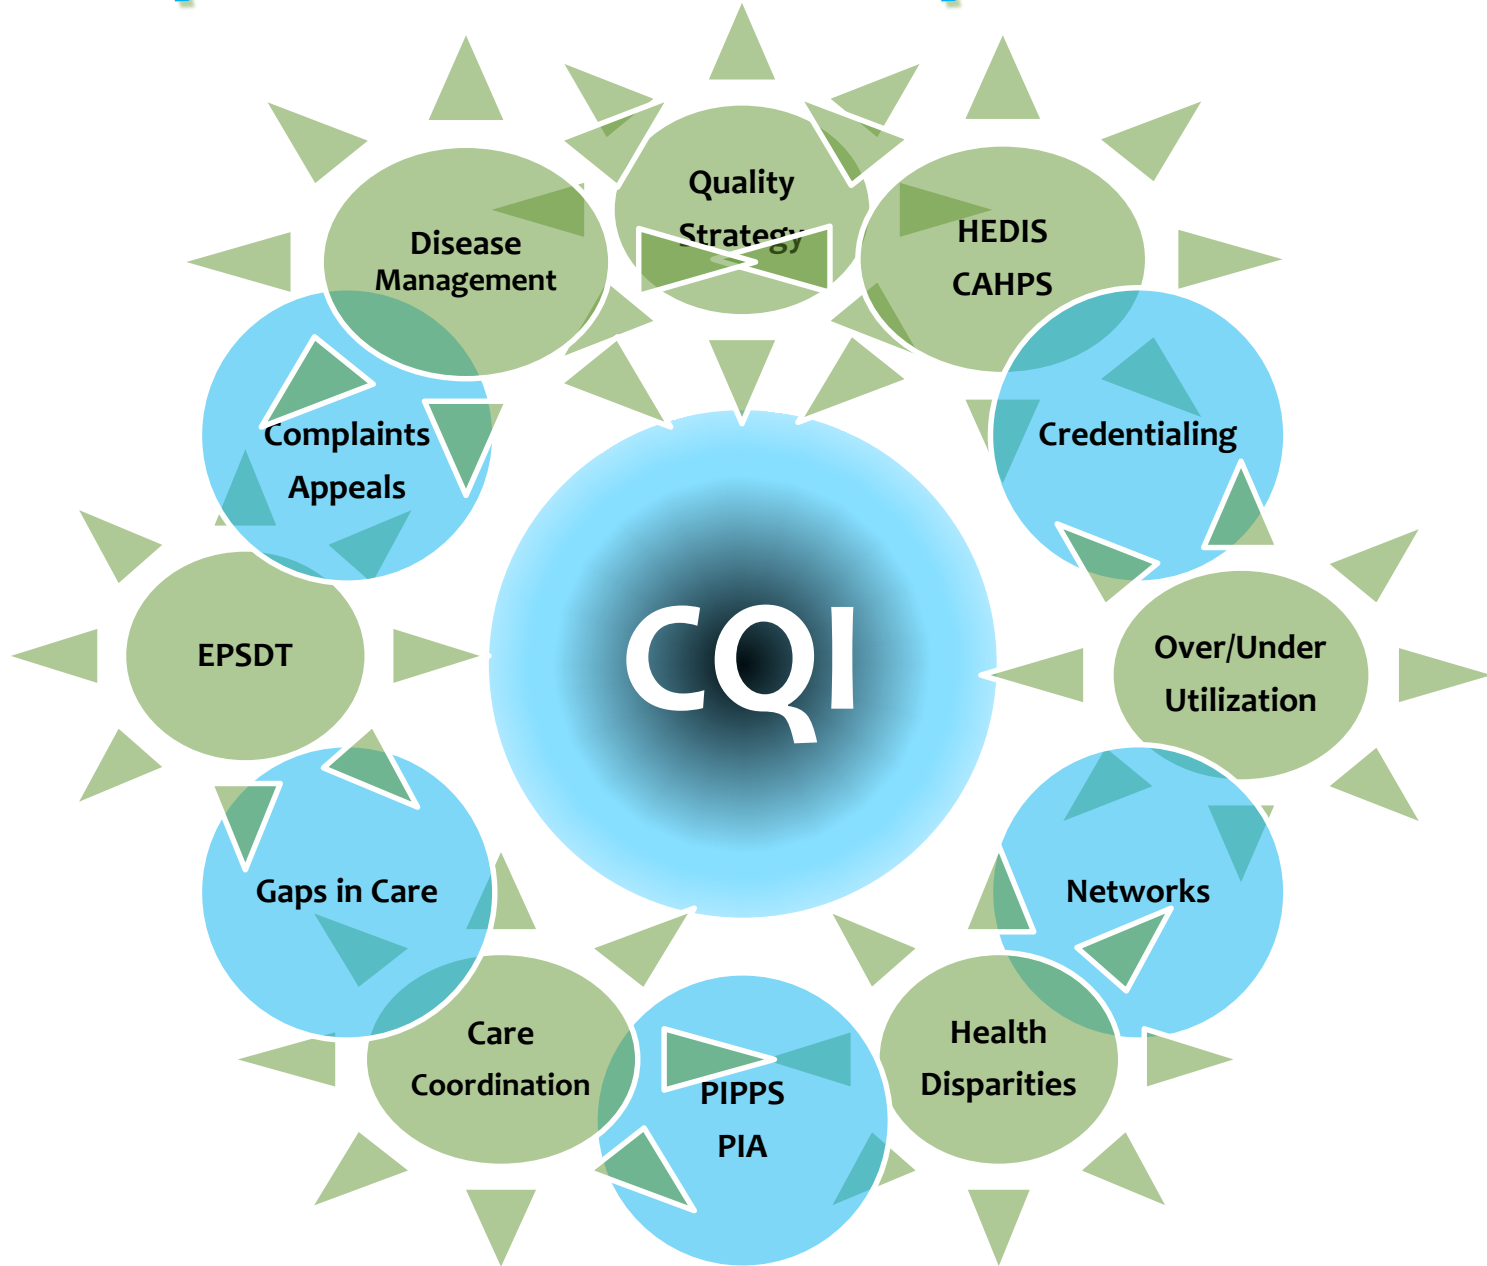 Quality
Strategy
HEDIS
CAHPS
Disease
Management
Complaints
Appeals
Credentialing
CQI
EPSDT
Over/Under
Utilization
Gaps in Care
Networks
Care
Coordination
Health
Disparities
PIPPS
PIA